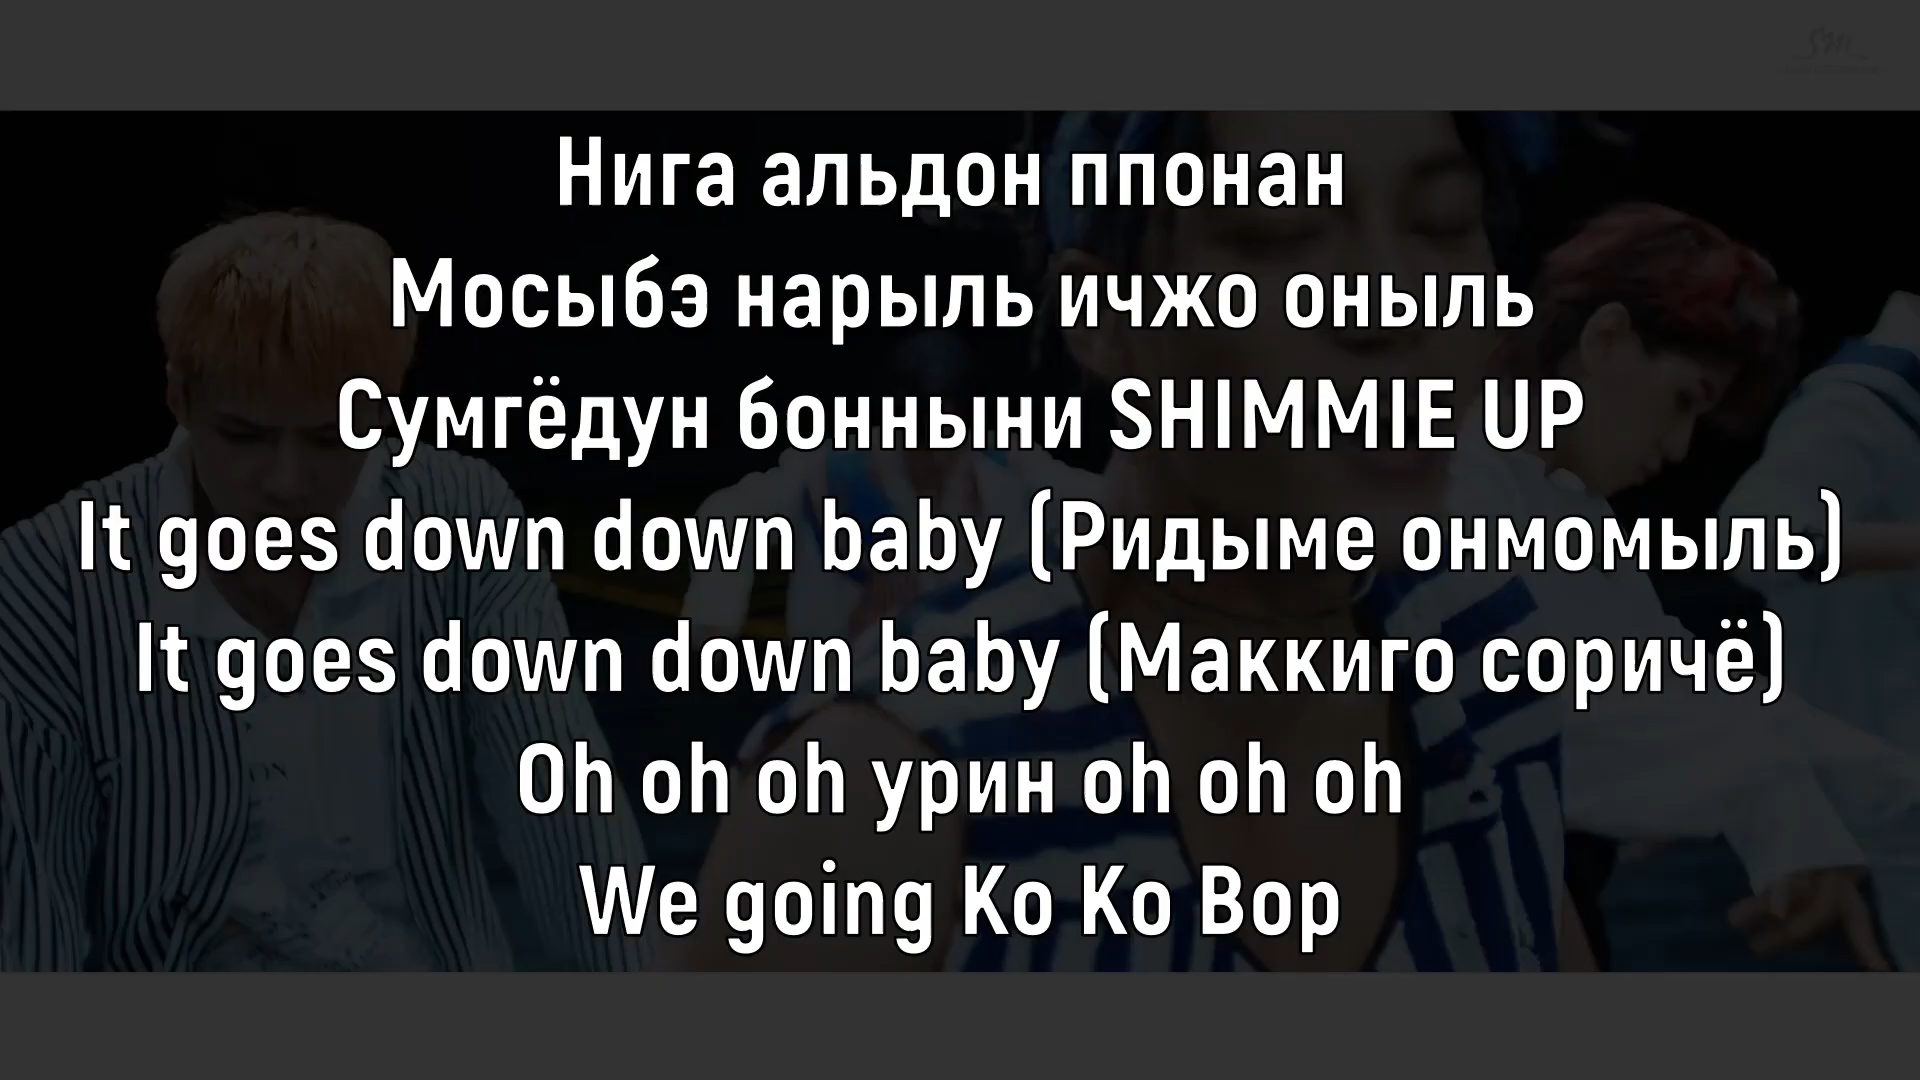 Нига альдон ппонан
Мосыбэ нарыль ичжо оныль
Сумгёдун бонныни SHIMMIE UP
It goes down down baby (Ридыме онмомыль)
It goes down down baby (Маккиго соричё)
Oh oh oh урин oh oh oh
We going Ko Ko Bop